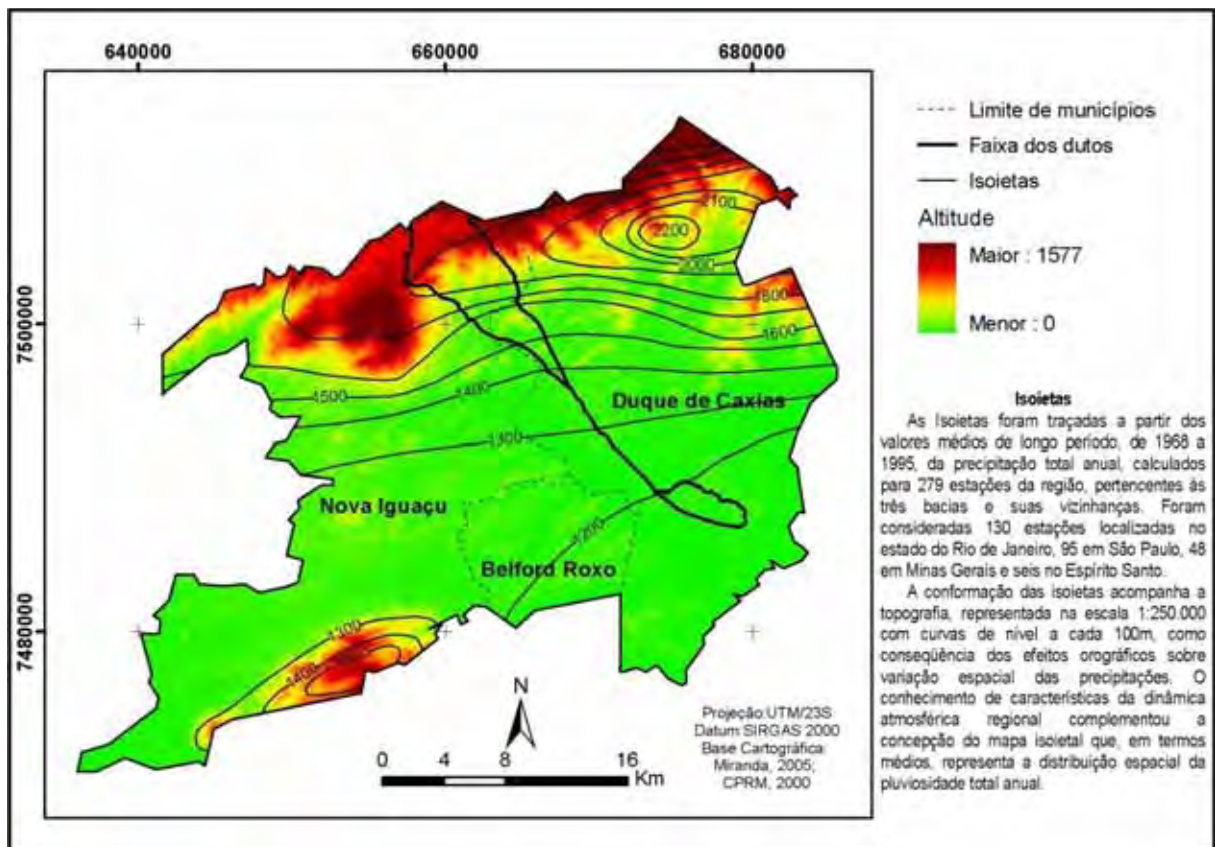 640000
660000
680000
7500000
7480000
2100
2200
2000
1800
1600
1500
1400
1300
1200
1300
1400
Duque de Caxias
Nova Iguaçu
Belford Roxo
N
0 4 8 16
Km
Projeção:UTM/23S
Datum SIRGAS 2000
Base Cartográfica:
Miranda, 2005;
CPRM, 2000
Limite de municípios
Faixa dos dutos
Isoietas
Altitude
Maior : 1577
Menor : 0
Isoietas
As Isoietas foram traçadas a partir dos
valores médios de longo período, de 1968 a
1995, da precipitação total anual, calculados
para 279 estações da região, pertencentes às
três bacias e suas vizinhanças. Foram
consideradas 130 estações localizadas no
estado do Rio de Janeiro, 95 em São Paulo, 48
em Minas Gerais e seis no Espírito Santo.
A conformação das isoietas acompanha a
topografia, representada na escala 1:250.000
com curvas de nível a cada 100m, como
conseqüência dos efeitos orográficos sobre
variação espacial das precipitações. O
conhecimento de características da dinâmica
atmosférica regional complementou a
concepção do mapa isoietal que, em termos
médios, representa a distribuição espacial da
pluviosidade total anual.